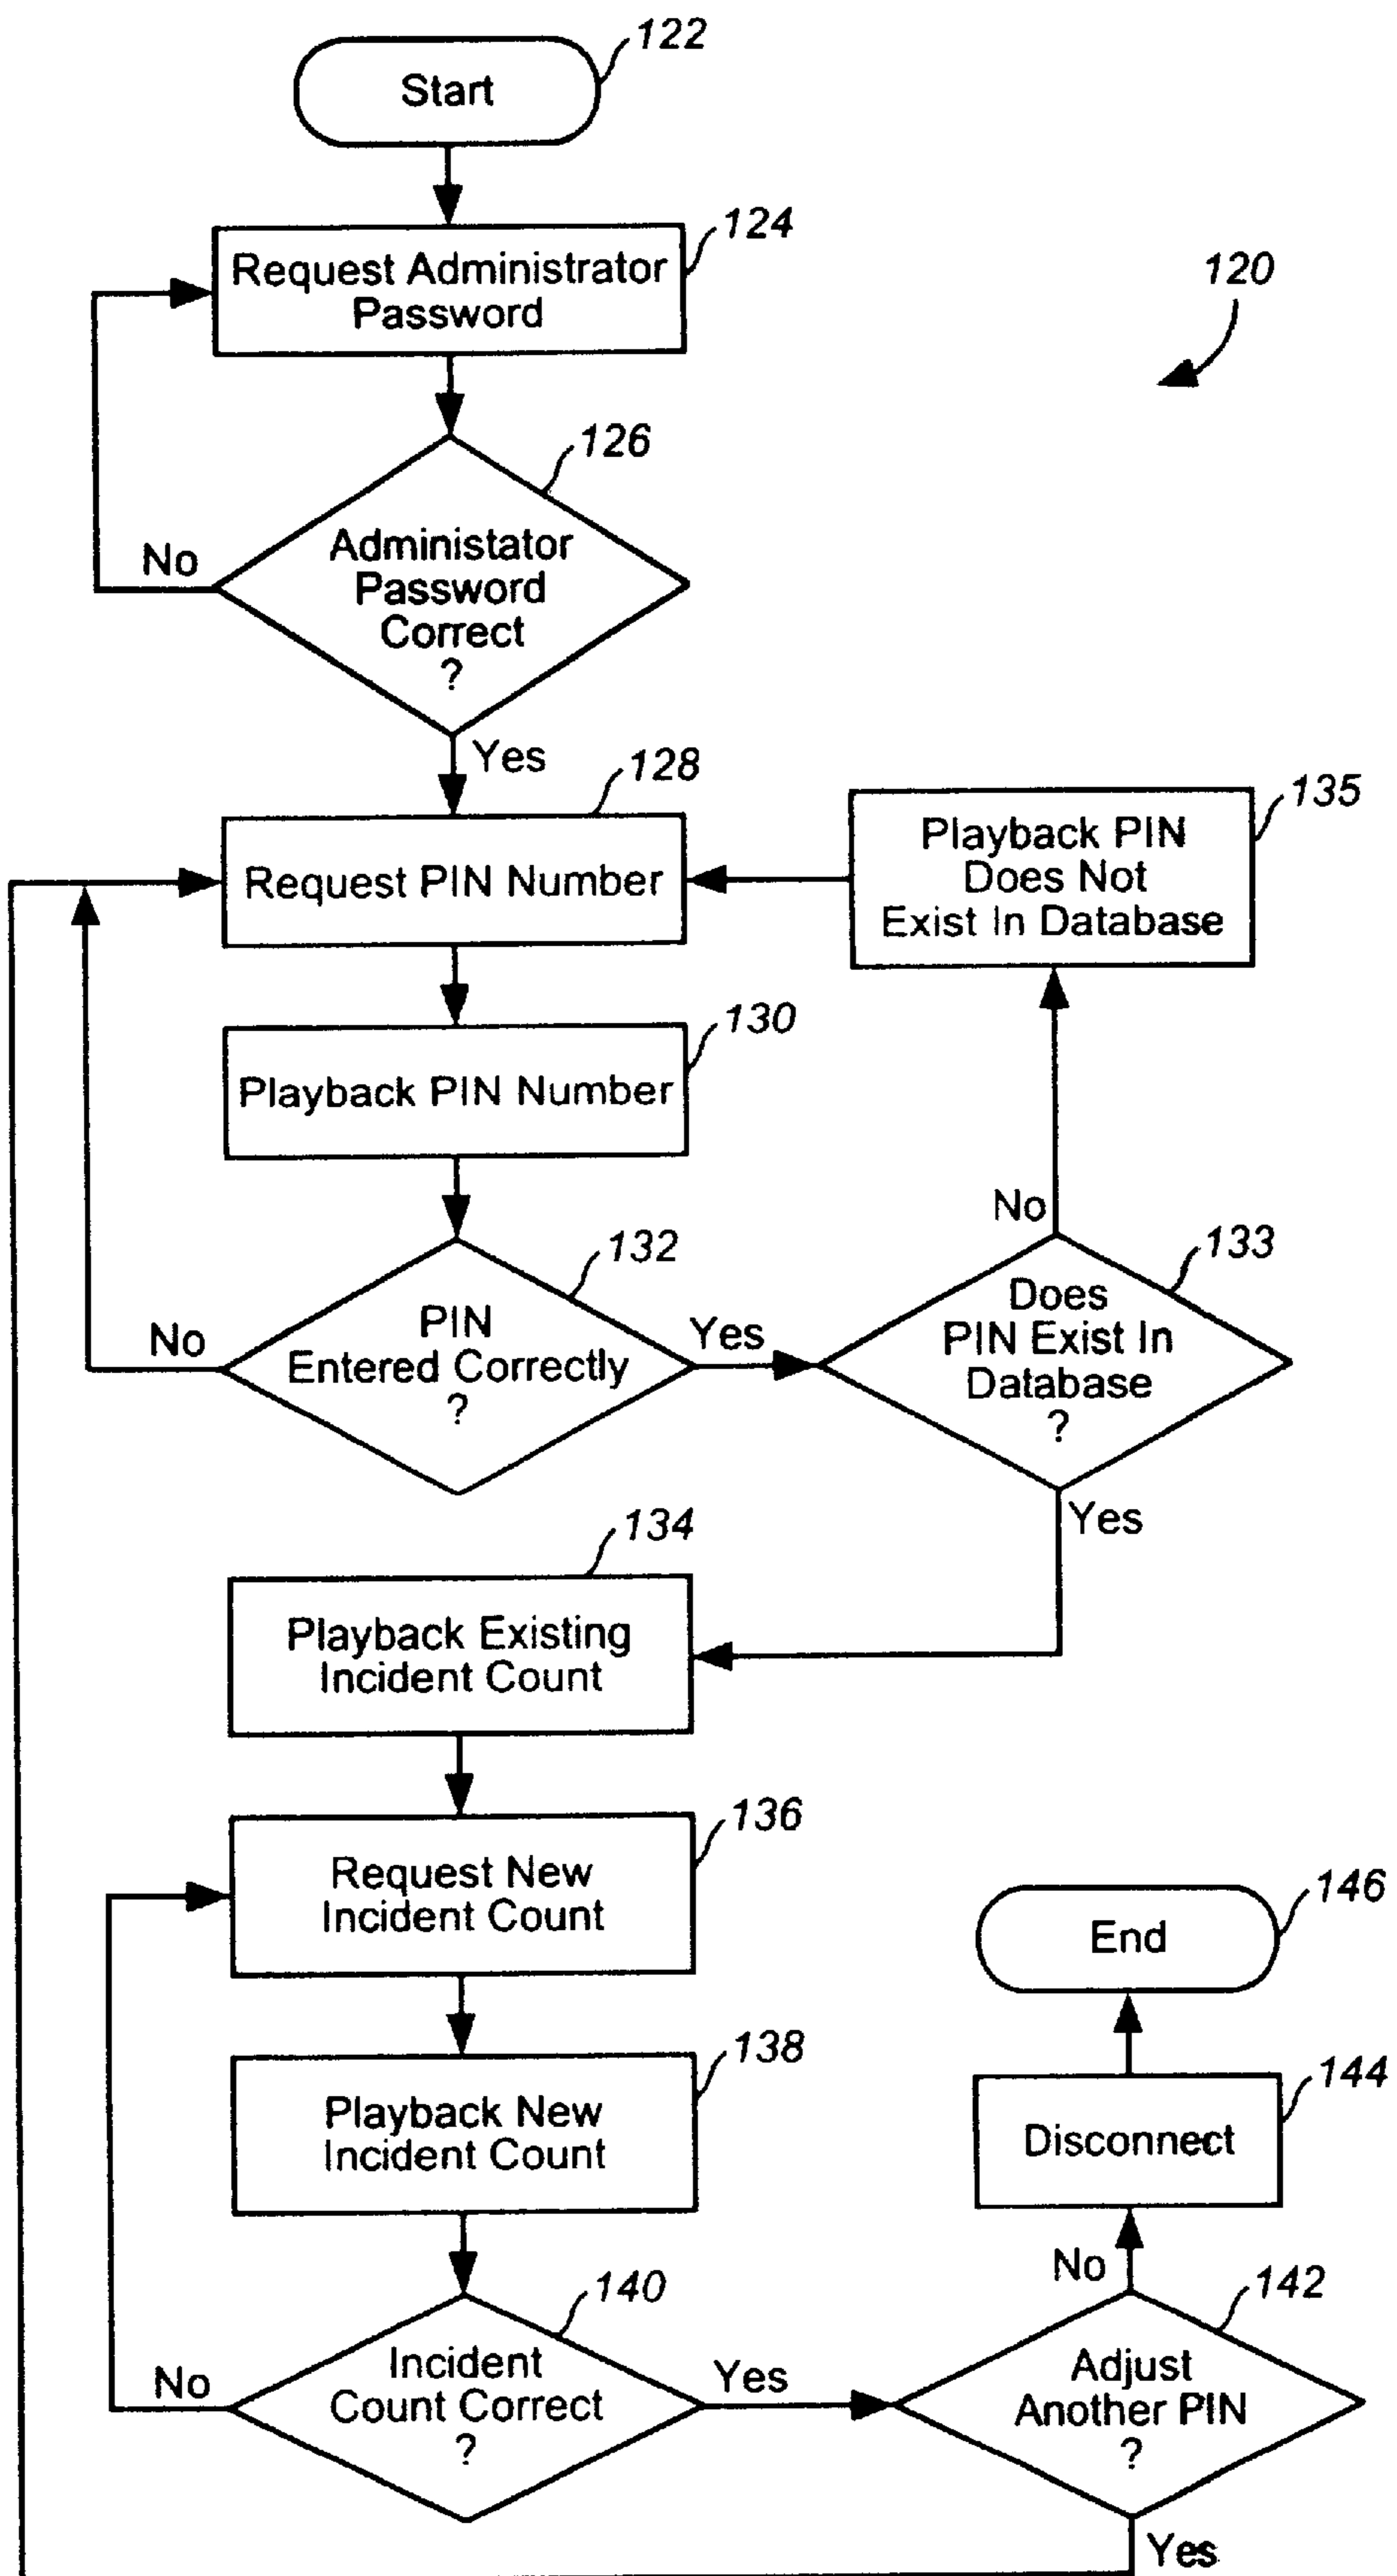 122
Start
124
Request Administrator
Password
120
126
Administator
Password
Correct
?
No
Yes
128
Request PIN Number
135
Playback PIN
Does Not
Exist In Database
130
Playback PIN Number
No
132
PIN
Entered Correctly
?
No
Yes
133
Does
PIN Exist In
Database
?
Yes
134
Playback Existing
Incident Count
136
Request New
Incident Count
146
End
138
Playback New
Incident Count
144
Disconnect
No
140
Incident
Count Correct
?
No
Yes
142
Adjust
Another PIN
?
Yes